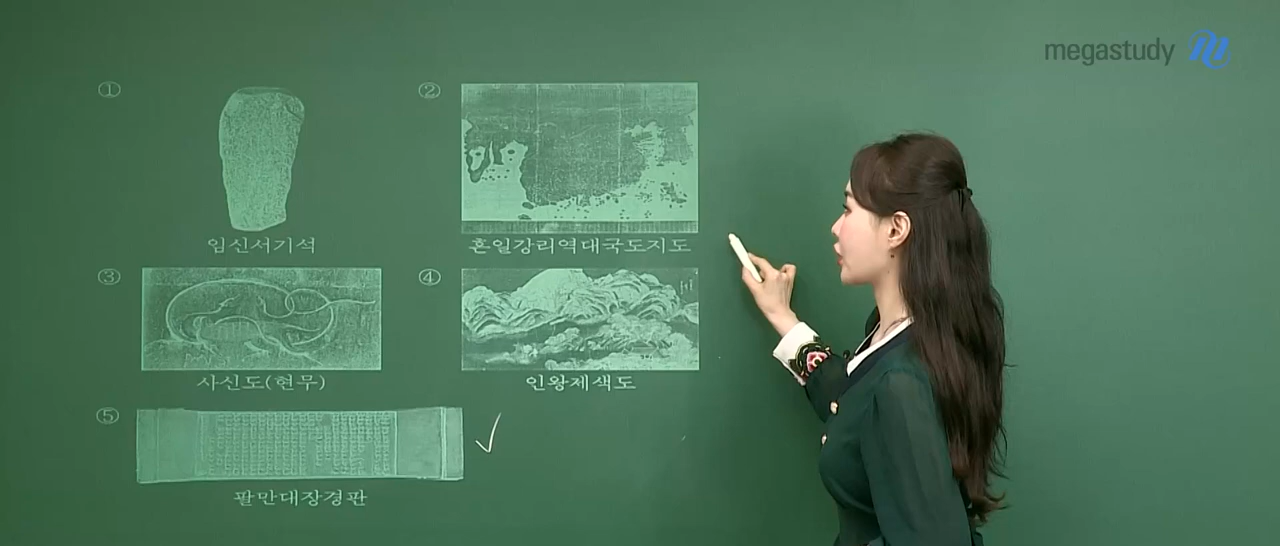 megastudy
① ②
임신서기석 혼일강리역대국도지도
③ ④
사신도(현무) 인왕제색도
⑤
팔만대장경판